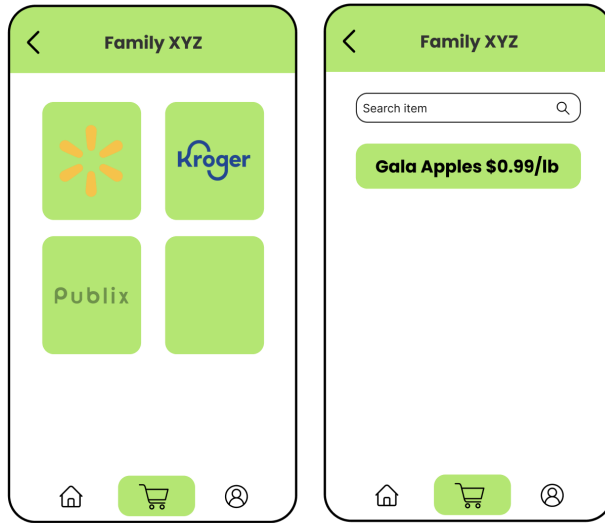 Family XYZ
Kroger
Publix
Family XYZ
Search item
Gala Apples $0.99/lb